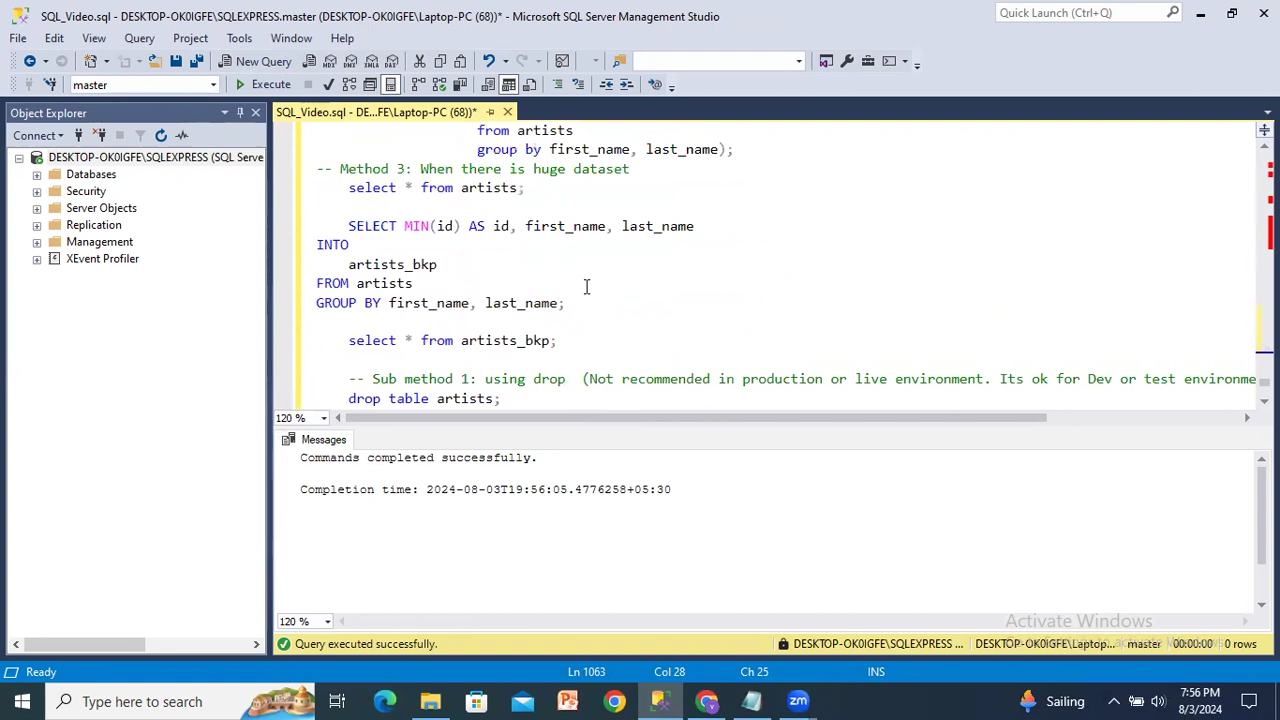 SQL_Video.sql - DESKTOP-OK0IGFE\SQLEXPRESS.master (DESKTOP-OK0IGFE\Laptop-PC (68))* - Microsoft SQL Server Management Studio
Quick Launch (Ctrl+Q)
File Edit View Query Project Tools Window Help
New Query
MDX DMX XMLA DAX
master Execute
Object Explorer
SQL_Video.sql - DE...FE\Laptop-PC (68))*
Connect
DESKTOP-OK0IGFE\SQLEXPRESS (SQL Serve
Databases
Security
Server Objects
Replication
Management
XEvent Profiler
from artists
group by first_name, last_name);
-- Method 3: When there is huge dataset
select * from artists;
SELECT MIN(id) AS id, first_name, last_name
INTO
artists_bkp
FROM artists
GROUP BY first_name, last_name;
select * from artists_bkp;
-- Sub method 1: using drop  (Not recommended in production or live environment. Its ok for Dev or test environme
drop table artists;
120 %
Messages
Commands completed successfully.
Completion time: 2024-08-03T19:56:05.4776258+05:30
120 %
Activate Windows
Query executed successfully.
DESKTOP-OK0IGFE\SQLEXPRESS ... DESKTOP-OK0IGFE\Laptop... master 00:00:00 0 rows
Ready
Ln 1063 Col 28 Ch 25 INS
Type here to search
Sailing
7:56 PM
8/3/2024